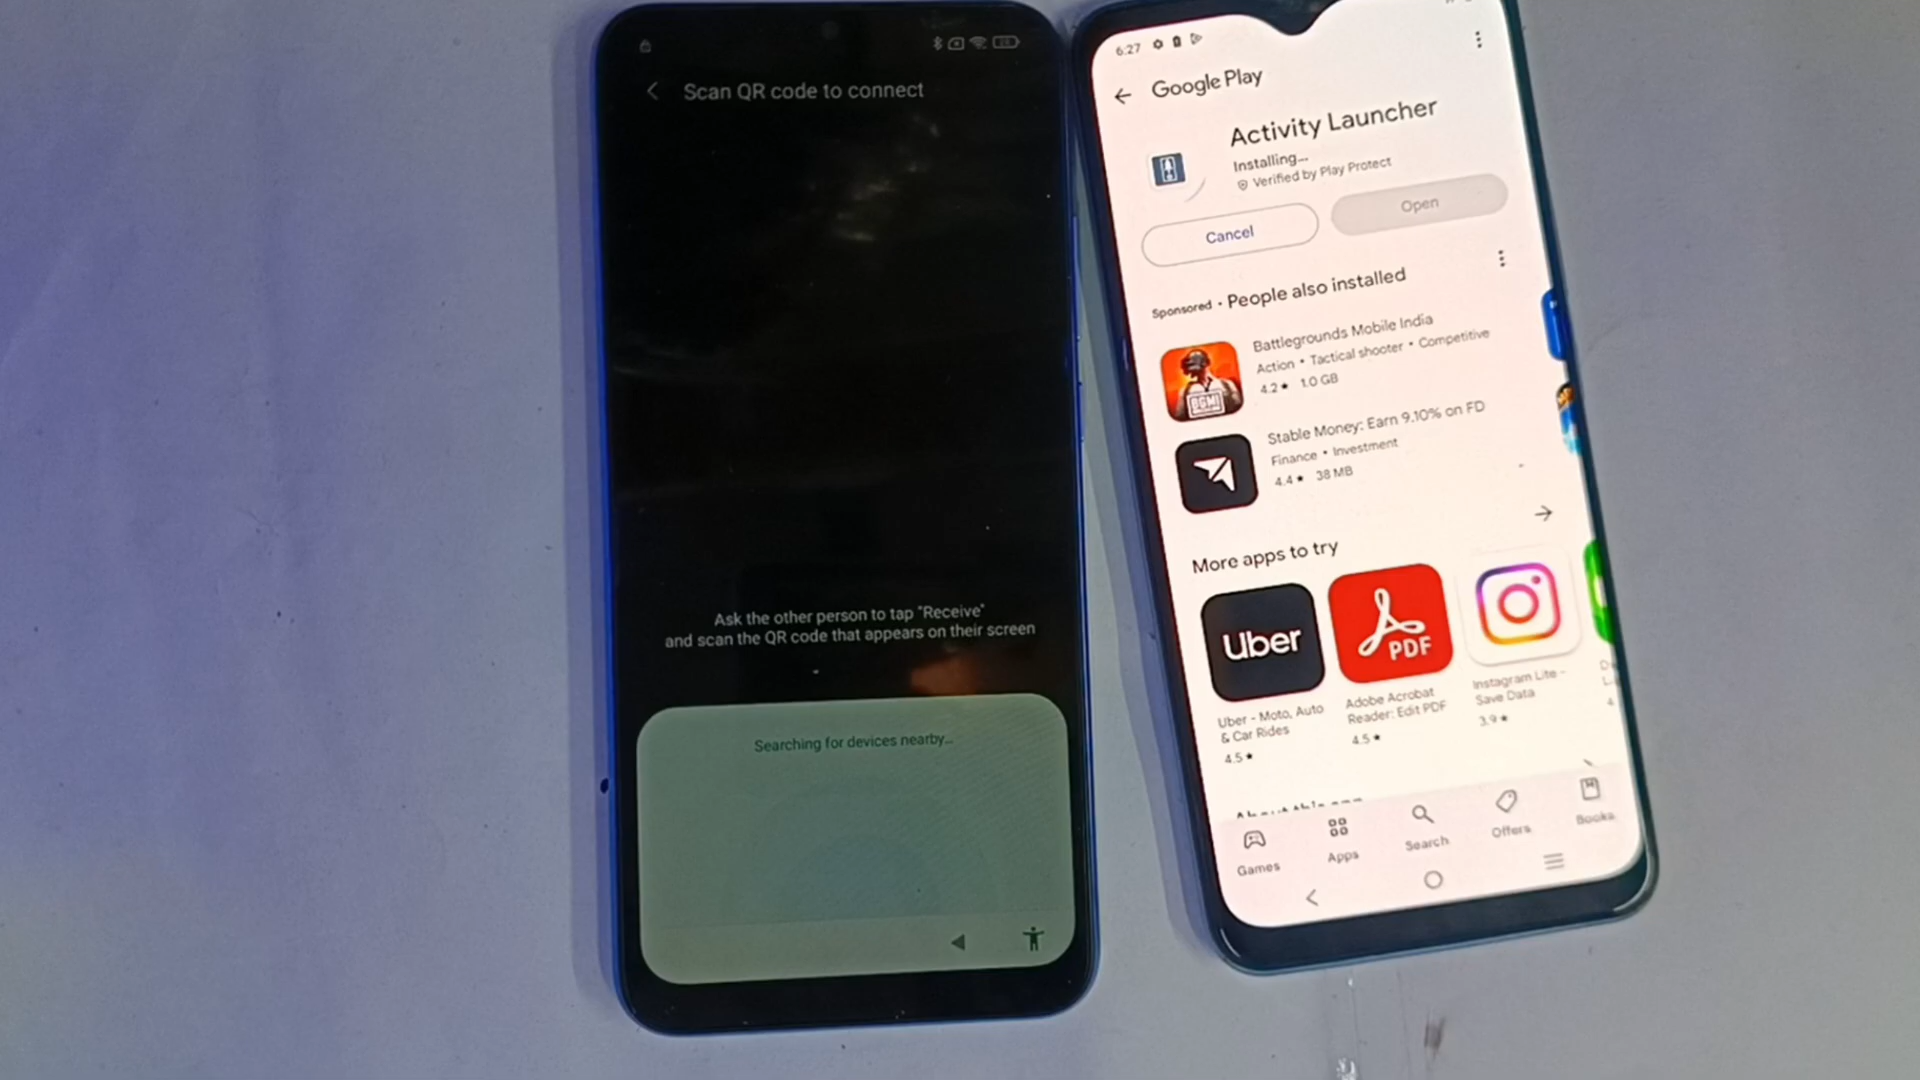 Scan QR code to connect
Ask the other person to tap "Receive"
and scan the QR code that appears on their screen
Searching for devices nearby...
6:27
Google Play
Activity Launcher
Installing...
Verified by Play Protect
Cancel
Open
Sponsored • People also installed
Battlegrounds Mobile India
Action • Tactical shooter • Competitive
4.2★ 1.0 GB
BGMI
Stable Money: Earn 9.10% on FD
Finance • Investment
4.4★ 38 MB
More apps to try
Uber
PDF
Uber - Moto, Auto
& Car Rides
4.5★
Adobe Acrobat
Reader: Edit PDF
4.5★
Instagram Lite -
Save Data
3.9★
Games
Apps
Search
Offers
Books